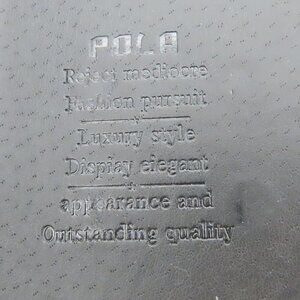 POLA
Reject mediocre
Fashion pursuit
Luxury style
Display elegant
appearance and
Outstanding quality